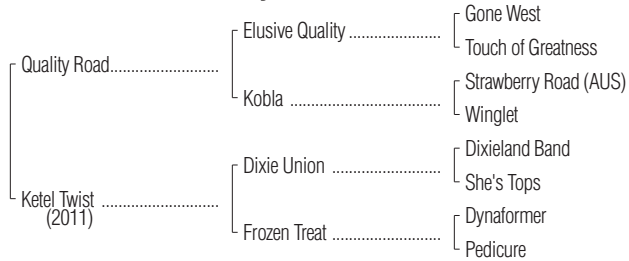 Gone West
Elusive Quality ....................
Touch of Greatness
Quality Road........................
Strawberry Road (AUS)
Kobla .................................
Winglet
Dixieland Band
Dixie Union ........................
She's Tops
Ketel Twist ..........................
(2011)
Dynaformer
Frozen Treat ........................
Pedicure